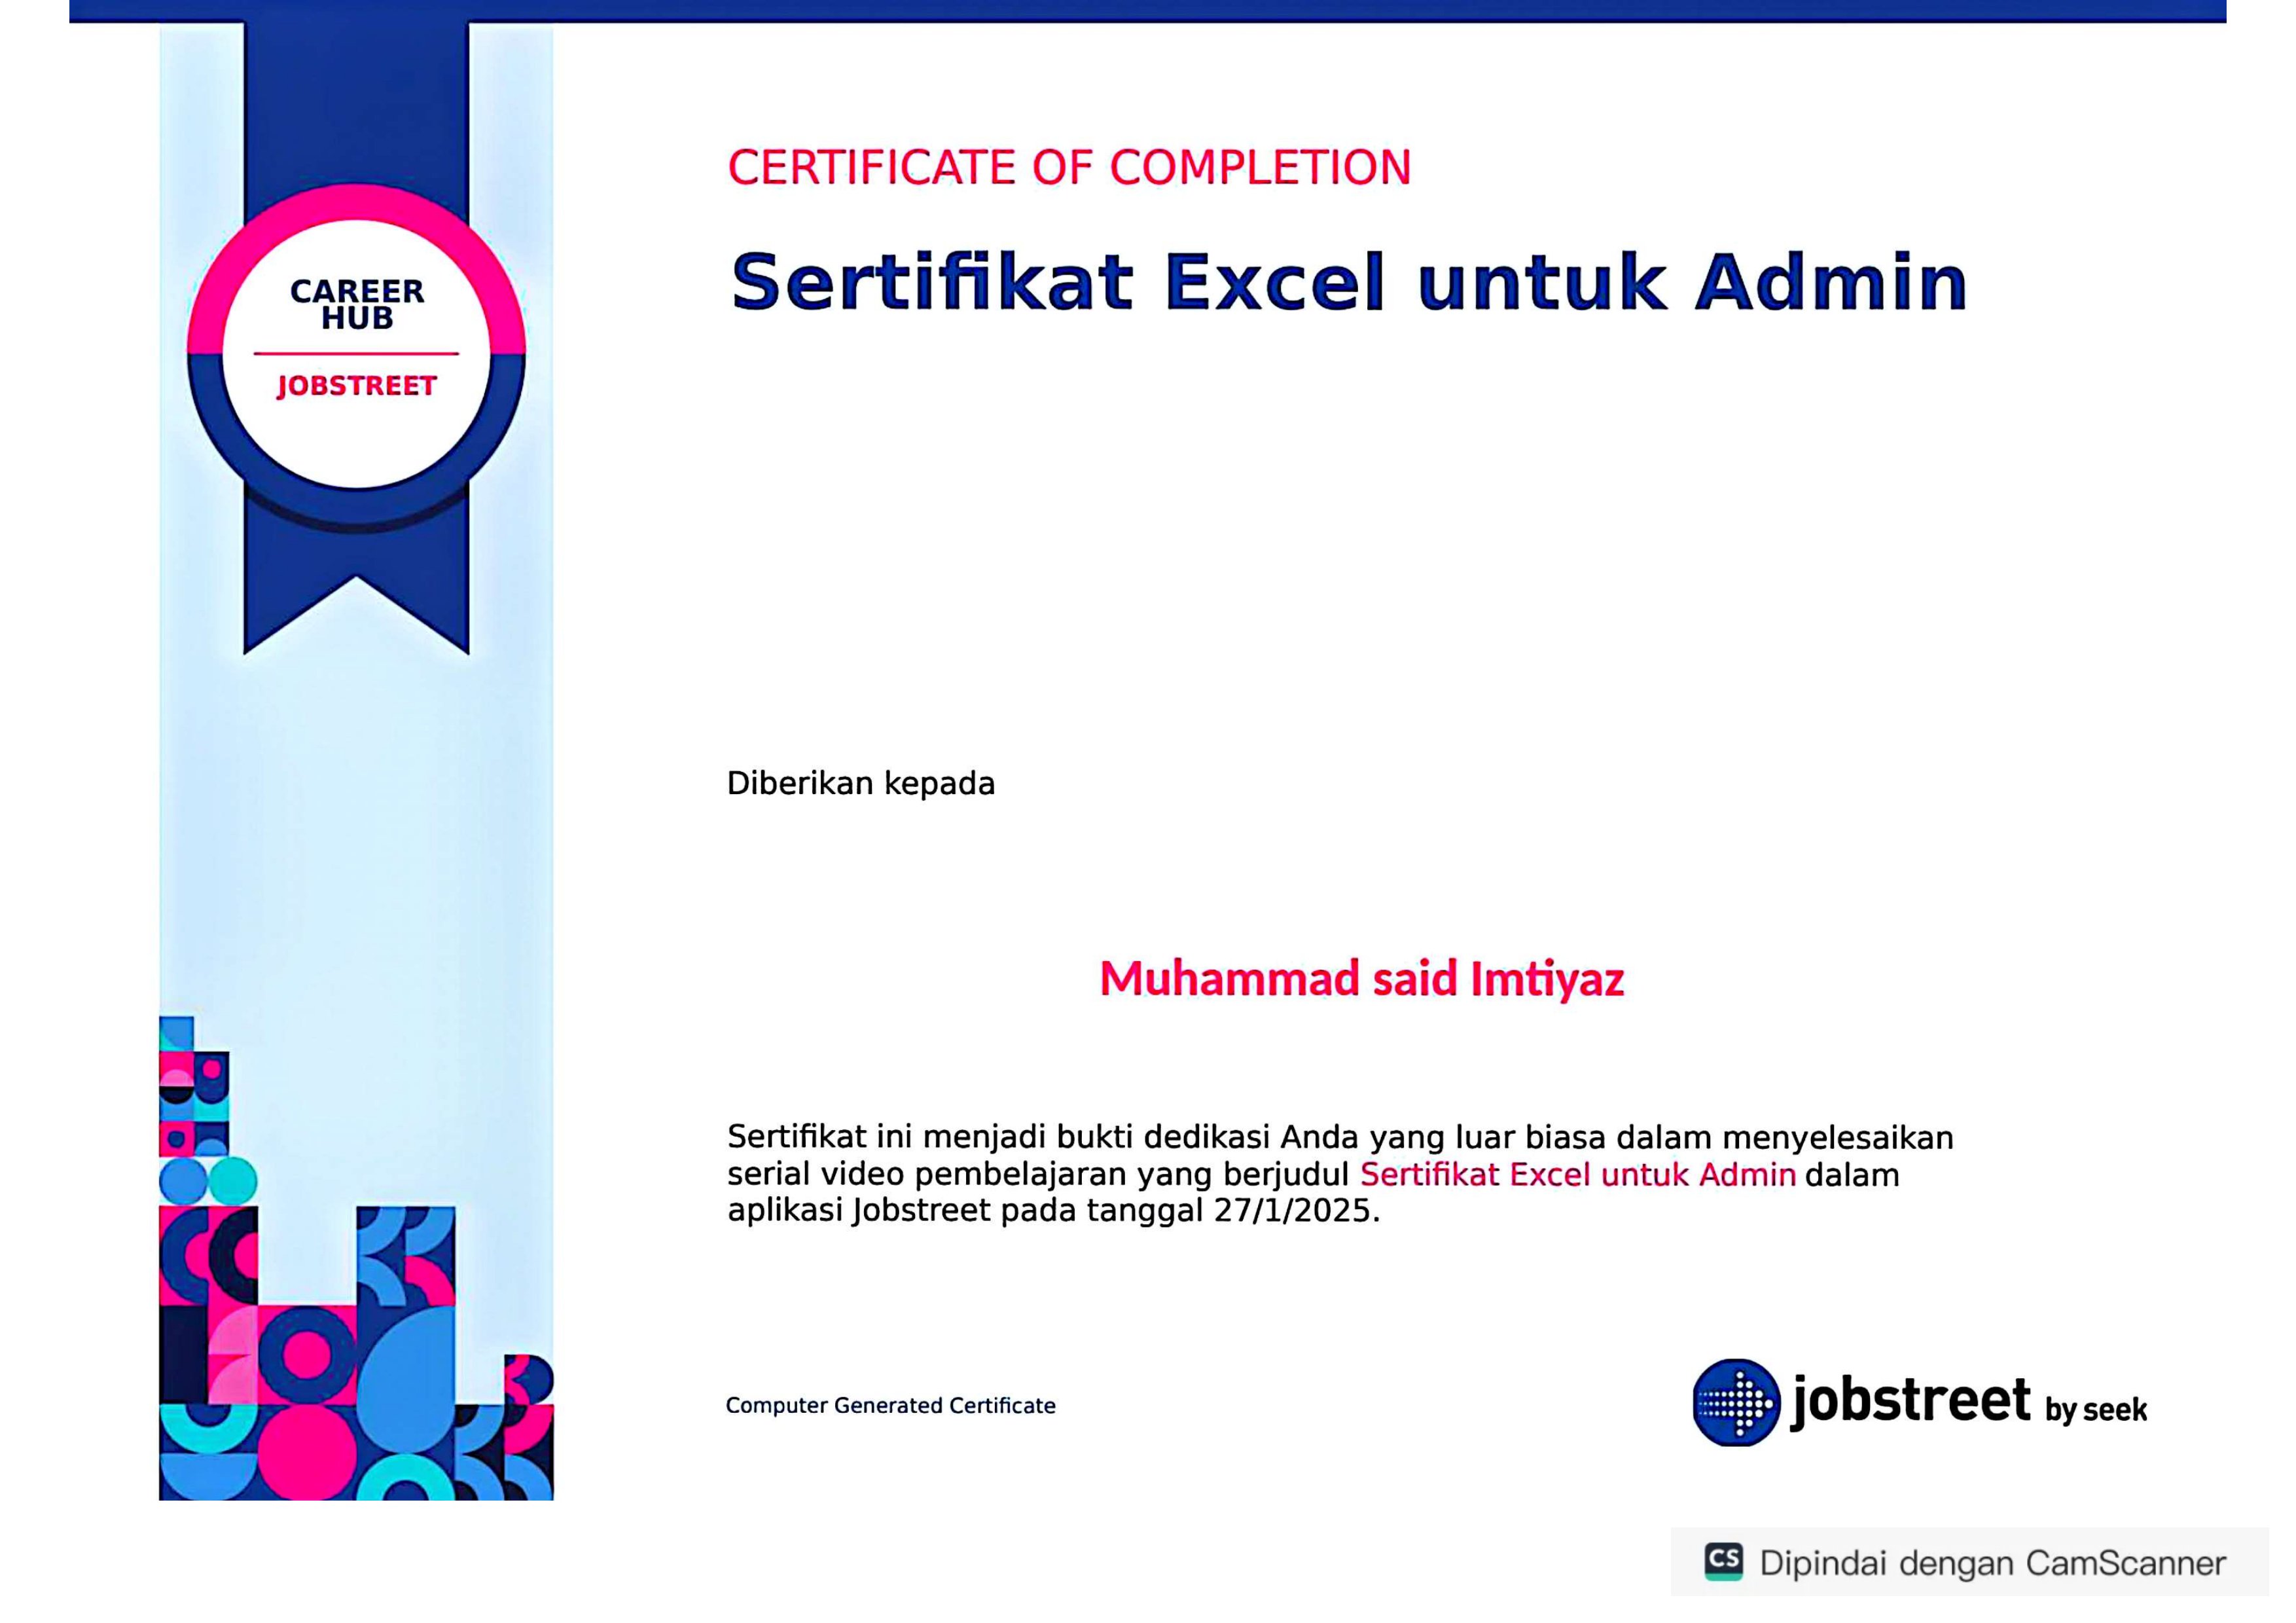 CERTIFICATE OF COMPLETION
Sertifikat Excel untuk Admin
CAREER
HUB
JOBSTREET
Diberikan kepada
Muhammad said Imtiyaz
Sertifikat ini menjadi bukti dedikasi Anda yang luar biasa dalam menyelesaikan
serial video pembelajaran yang berjudul Sertifikat Excel untuk Admin dalam
aplikasi Jobstreet pada tanggal 27/1/2025.
Computer Generated Certificate
jobstreet by seek
CS Dipindai dengan CamScanner